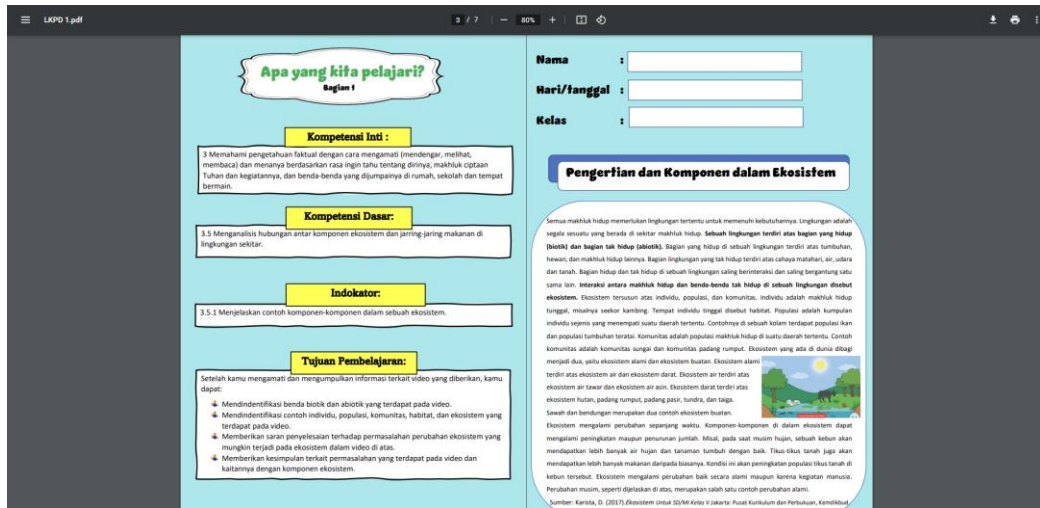 LKPD 1.pdf
3 / 7
80%
Apa yang kita pelajari?
Bagian 1
Kompetensi Inti :
3 Memahami pengetahuan faktual dengan cara mengamati (mendengar, melihat,
membaca) dan menanya berdasarkan rasa ingin tahu tentang dirinya, makhluk ciptaan
Tuhan dan kegiatannya, dan benda-benda yang dijumpainya di rumah, sekolah dan tempat
bermain.
Kompetensi Dasar:
3.5 Menganalisis hubungan antar komponen ekosistem dan jarring-jaring makanan di
lingkungan sekitar.
Indokator:
3.5.1 Menjelaskan contoh komponen-komponen dalam sebuah ekosistem.
Tujuan Pembelajaran:
Setelah kamu mengamati dan mengumpulkan informasi terkait video yang diberikan, kamu
dapat:
Mendindentifikasi benda biotik dan abiotik yang terdapat pada video.
Mendindentifikasi contoh individu, populasi, komunitas, habitat, dan ekosistem yang
terdapat pada video.
Memberikan saran penyelesaian terhadap permasalahan perubahan ekosistem yang
mungkin terjadi pada ekosistem dalam video di atas.
Memberikan kesimpulan terkait permasalahan yang terdapat pada video dan
kaitannya dengan komponen ekosistem.
Nama :
Hari/tanggal :
Kelas :
Pengertian dan Komponen dalam Ekosistem
Semua makhluk hidup memerlukan lingkungan tertentu untuk memenuhi kebutuhannya. Lingkungan adalah
segala sesuatu yang berada di sekitar makhluk hidup. Sebuah lingkungan terdiri atas bagian yang hidup
(biotik) dan bagian tak hidup (abiotik). Bagian yang hidup di sebuah lingkungan terdiri atas tumbuhan,
hewan, dan makhluk hidup lainnya. Bagian lingkungan yang tak hidup terdiri atas cahaya matahari, air, udara
dan tanah. Bagian hidup dan tak hidup di sebuah lingkungan saling berinteraksi dan saling bergantung satu
sama lain. Interaksi antara makhluk hidup dan benda-benda tak hidup di sebuah lingkungan disebut
ekosistem. Ekosistem tersusun atas individu, populasi, dan komunitas. Individu adalah makhluk hidup
tunggal, misalnya seekor kambing. Tempat individu tinggal disebut habitat. Populasi adalah kumpulan
individu sejenis yang menempati suatu daerah tertentu. Contohnya di sebuah kolam terdapat populasi ikan
dan populasi tumbuhan teratai. Komunitas makhluk hidup di suatu daerah tertentu. Contoh
komunitas adalah komunitas sungai dan komunitas padang rumput. Ekosistem yang ada di dunia dibagi
menjadi dua, yaitu ekosistem alami dan ekosistem buatan. Ekosistem alami
terdiri atas ekosistem air dan ekosistem darat. Ekosistem air terdiri atas
ekosistem air tawar dan ekosistem air asin. Ekosistem darat terdiri atas
ekosistem hutan, padang rumput, padang pasir, tundra, dan taiga.
Sawah dan bendungan merupakan dua contoh ekosistem buatan.
Ekosistem mengalami perubahan sepanjang waktu. Komponen-komponen di dalam ekosistem dapat
mengalami peningkatan maupun penurunan jumlah. Misal, pada saat musim hujan, sebuah kebun akan
mendapatkan lebih banyak air hujan dan tanaman tumbuh dengan baik. Tikus-tikus tanah juga akan
mendapatkan lebih banyak makanan daripada biasanya. Kondisi ini akan peningkatan populasi tikus tanah di
kebun tersebut. Ekosistem mengalami perubahan baik secara alami maupun karena kegiatan manusia.
Perubahan musim, seperti dijelaskan di atas, merupakan salah satu contoh perubahan alami.
Sumber: Karista, D. (2017).Ekosistem Untuk SD/MI Kelas V.Jakarta: Pusat Kurikulum dan Perbukuan, Kemdikbud